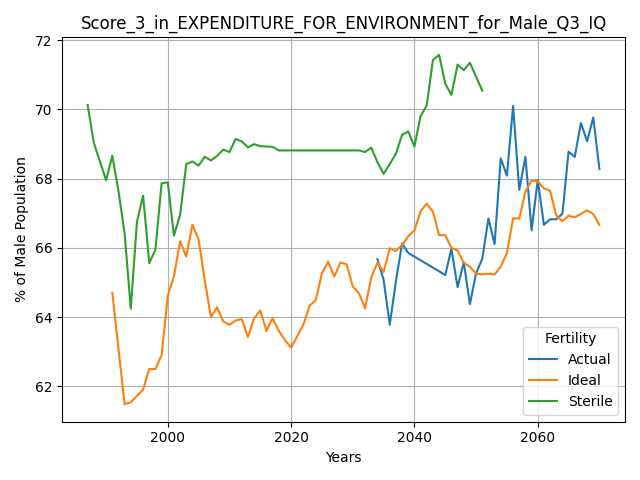 Score_3_in_EXPENDITURE_FOR_ENVIRONMENT_for_Male_Q3_IQ
72
70
68
66
64
62
% of Male Population
2000
2020
2040
2060
Years
Fertility
Actual
Ideal
Sterile